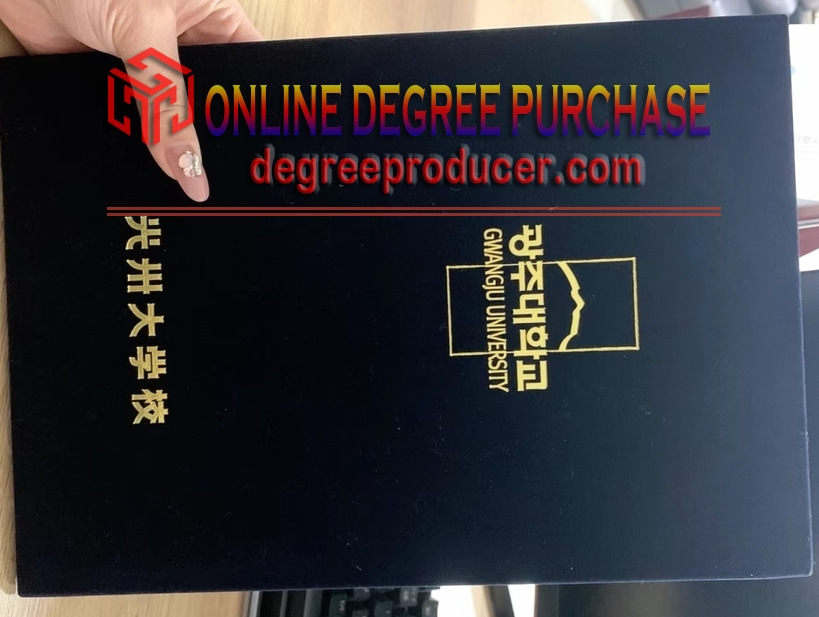 ONLINE DEGREE PURCHASE
degreeproducer.com
광주대학교
GWANGJU UNIVERSITY
光州大学校